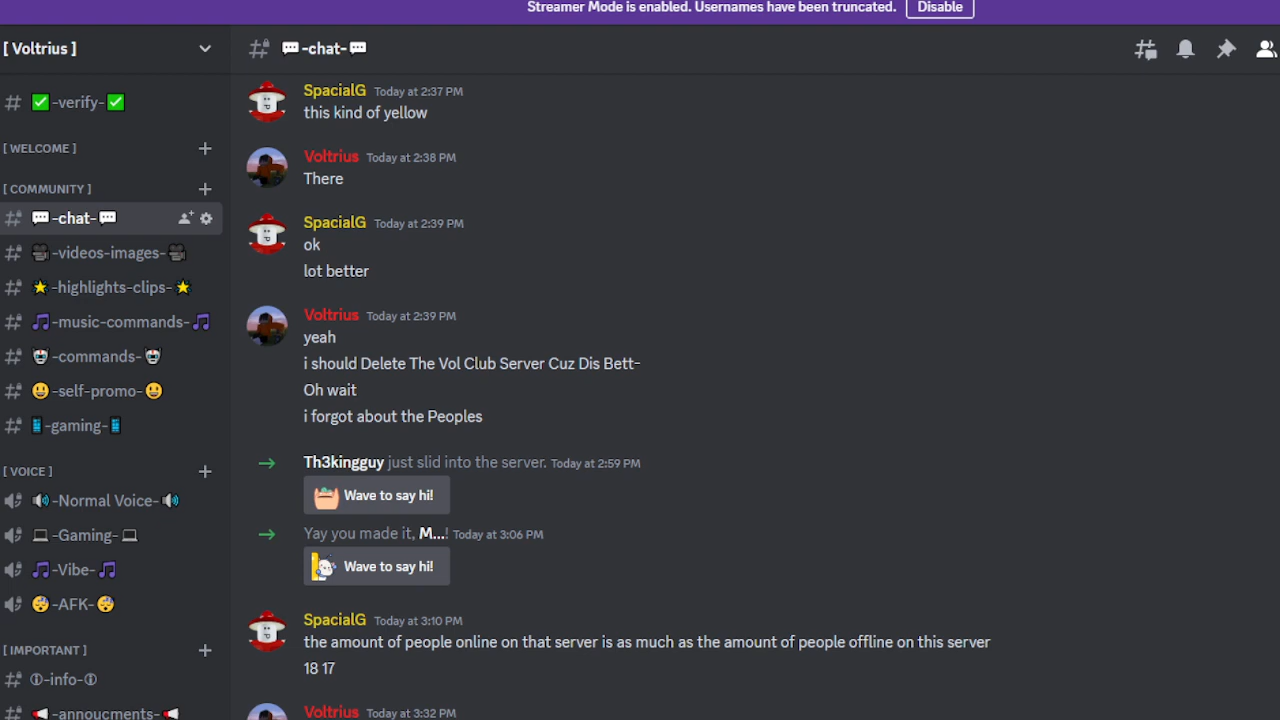 Streamer Mode is enabled. Usernames have been truncated. Disable
[ Voltrius ]
-chat-
-verify-
[ WELCOME ]
[ COMMUNITY ]
-chat-
-videos-images-
-highlights-clips-
-music-commands-
-commands-
-self-promo-
-gaming-
[ VOICE ]
-Normal Voice-
-Gaming-
-Vibe-
-AFK-
[ IMPORTANT ]
-info-
-annoucments-
SpacialG Today at 2:37 PM
this kind of yellow
Voltrius Today at 2:38 PM
There
SpacialG Today at 2:39 PM
ok
lot better
Voltrius Today at 2:39 PM
yeah
i should Delete The Vol Club Server Cuz Dis Bett-
Oh wait
i forgot about the Peoples
Th3kingguy just slid into the server. Today at 2:59 PM
Wave to say hi!
Yay you made it, M...! Today at 3:06 PM
Wave to say hi!
SpacialG Today at 3:10 PM
the amount of people online on that server is as much as the amount of people offline on this server
18 17
Voltrius Today at 3:32 PM